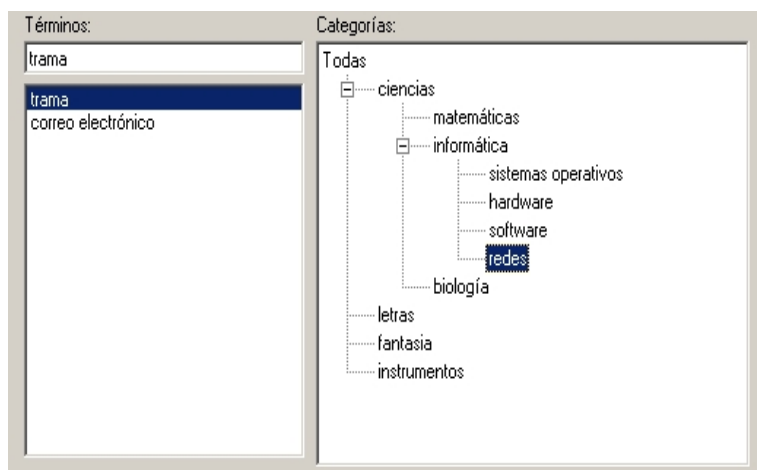 Términos:
trama
trama
correo electrónico
Categorías:
Todas
ciencias
matemáticas
informática
sistemas operativos
hardware
software
redes
biología
letras
fantasia
instrumentos